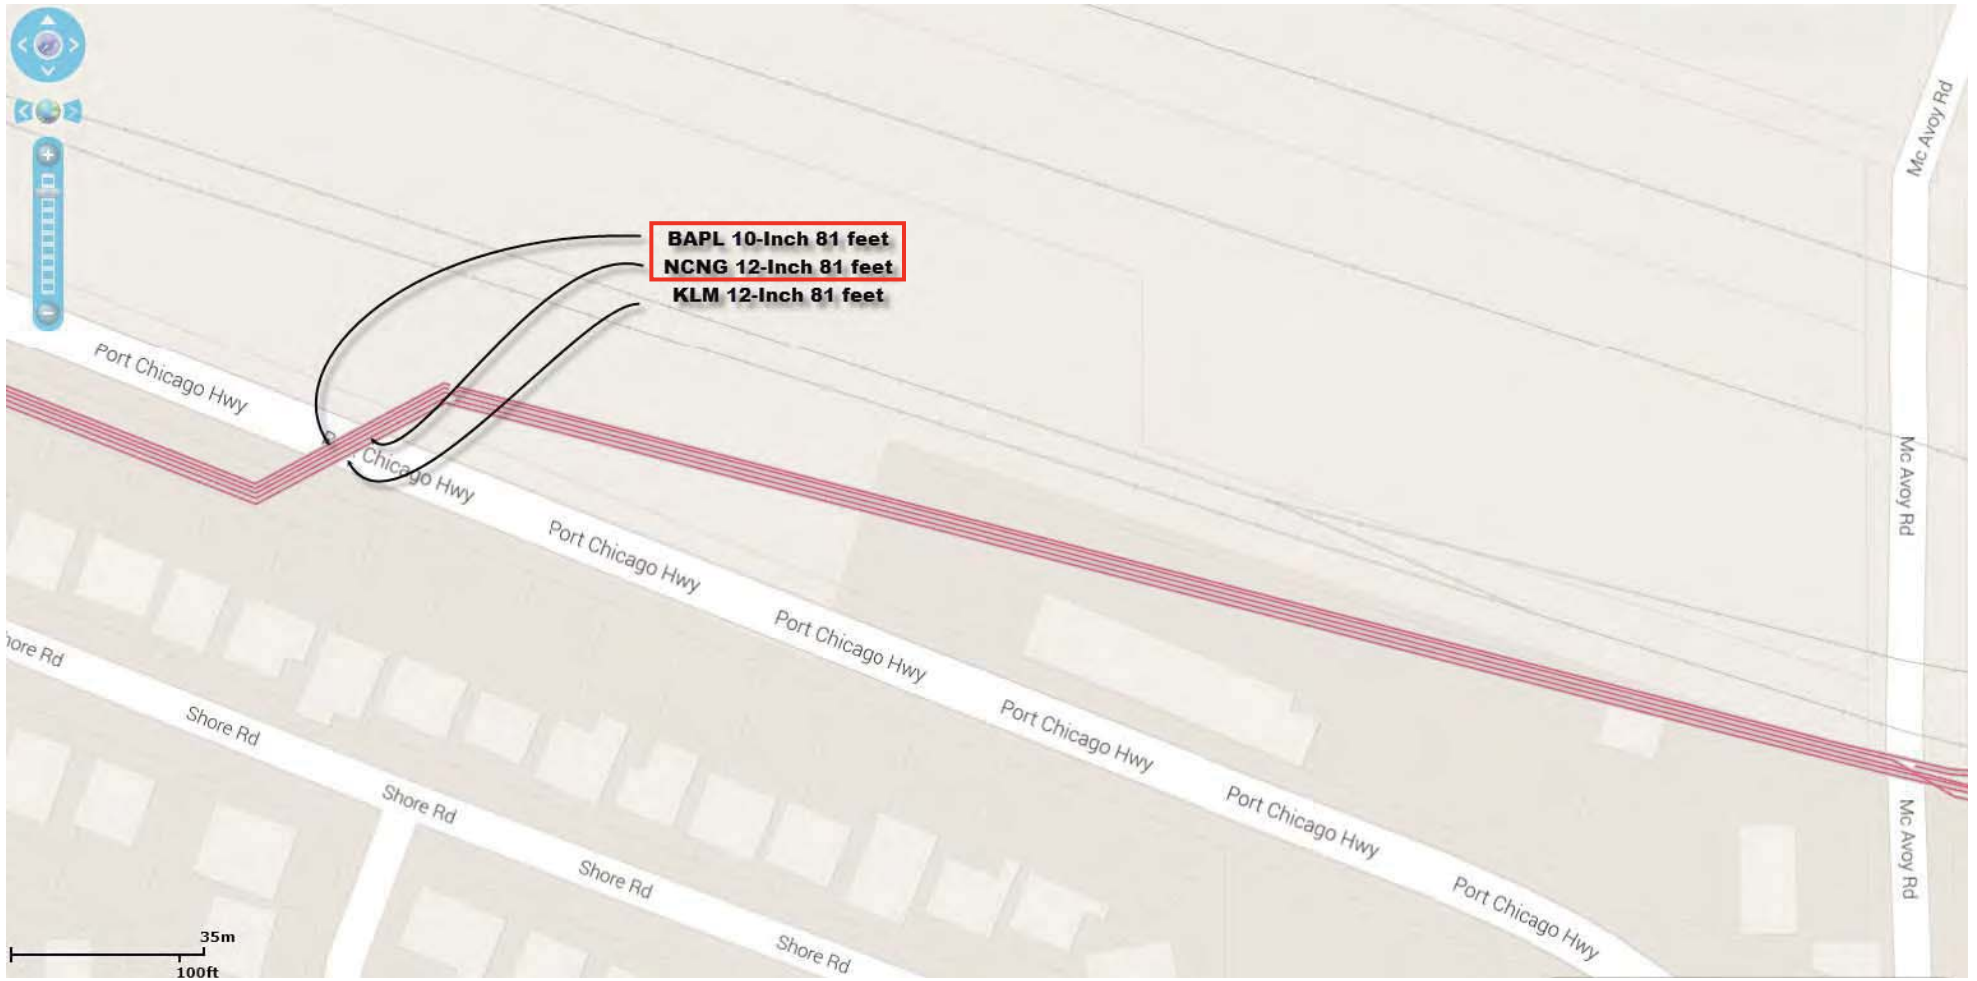 Mc Avoy Rd
BAPL 10-Inch 81 feet
NCNG 12-Inch 81 feet
KLM 12-Inch 81 feet
Port Chicago Hwy
Chicago Hwy
Port Chicago Hwy
Port Chicago Hwy
Port Chicago Hwy
Port Chicago Hwy
Port Chicago Hwy
Mc Avoy Rd
Mc Avoy Rd
hore Rd
Shore Rd
Shore Rd
Shore Rd
Shore Rd
35m
100ft